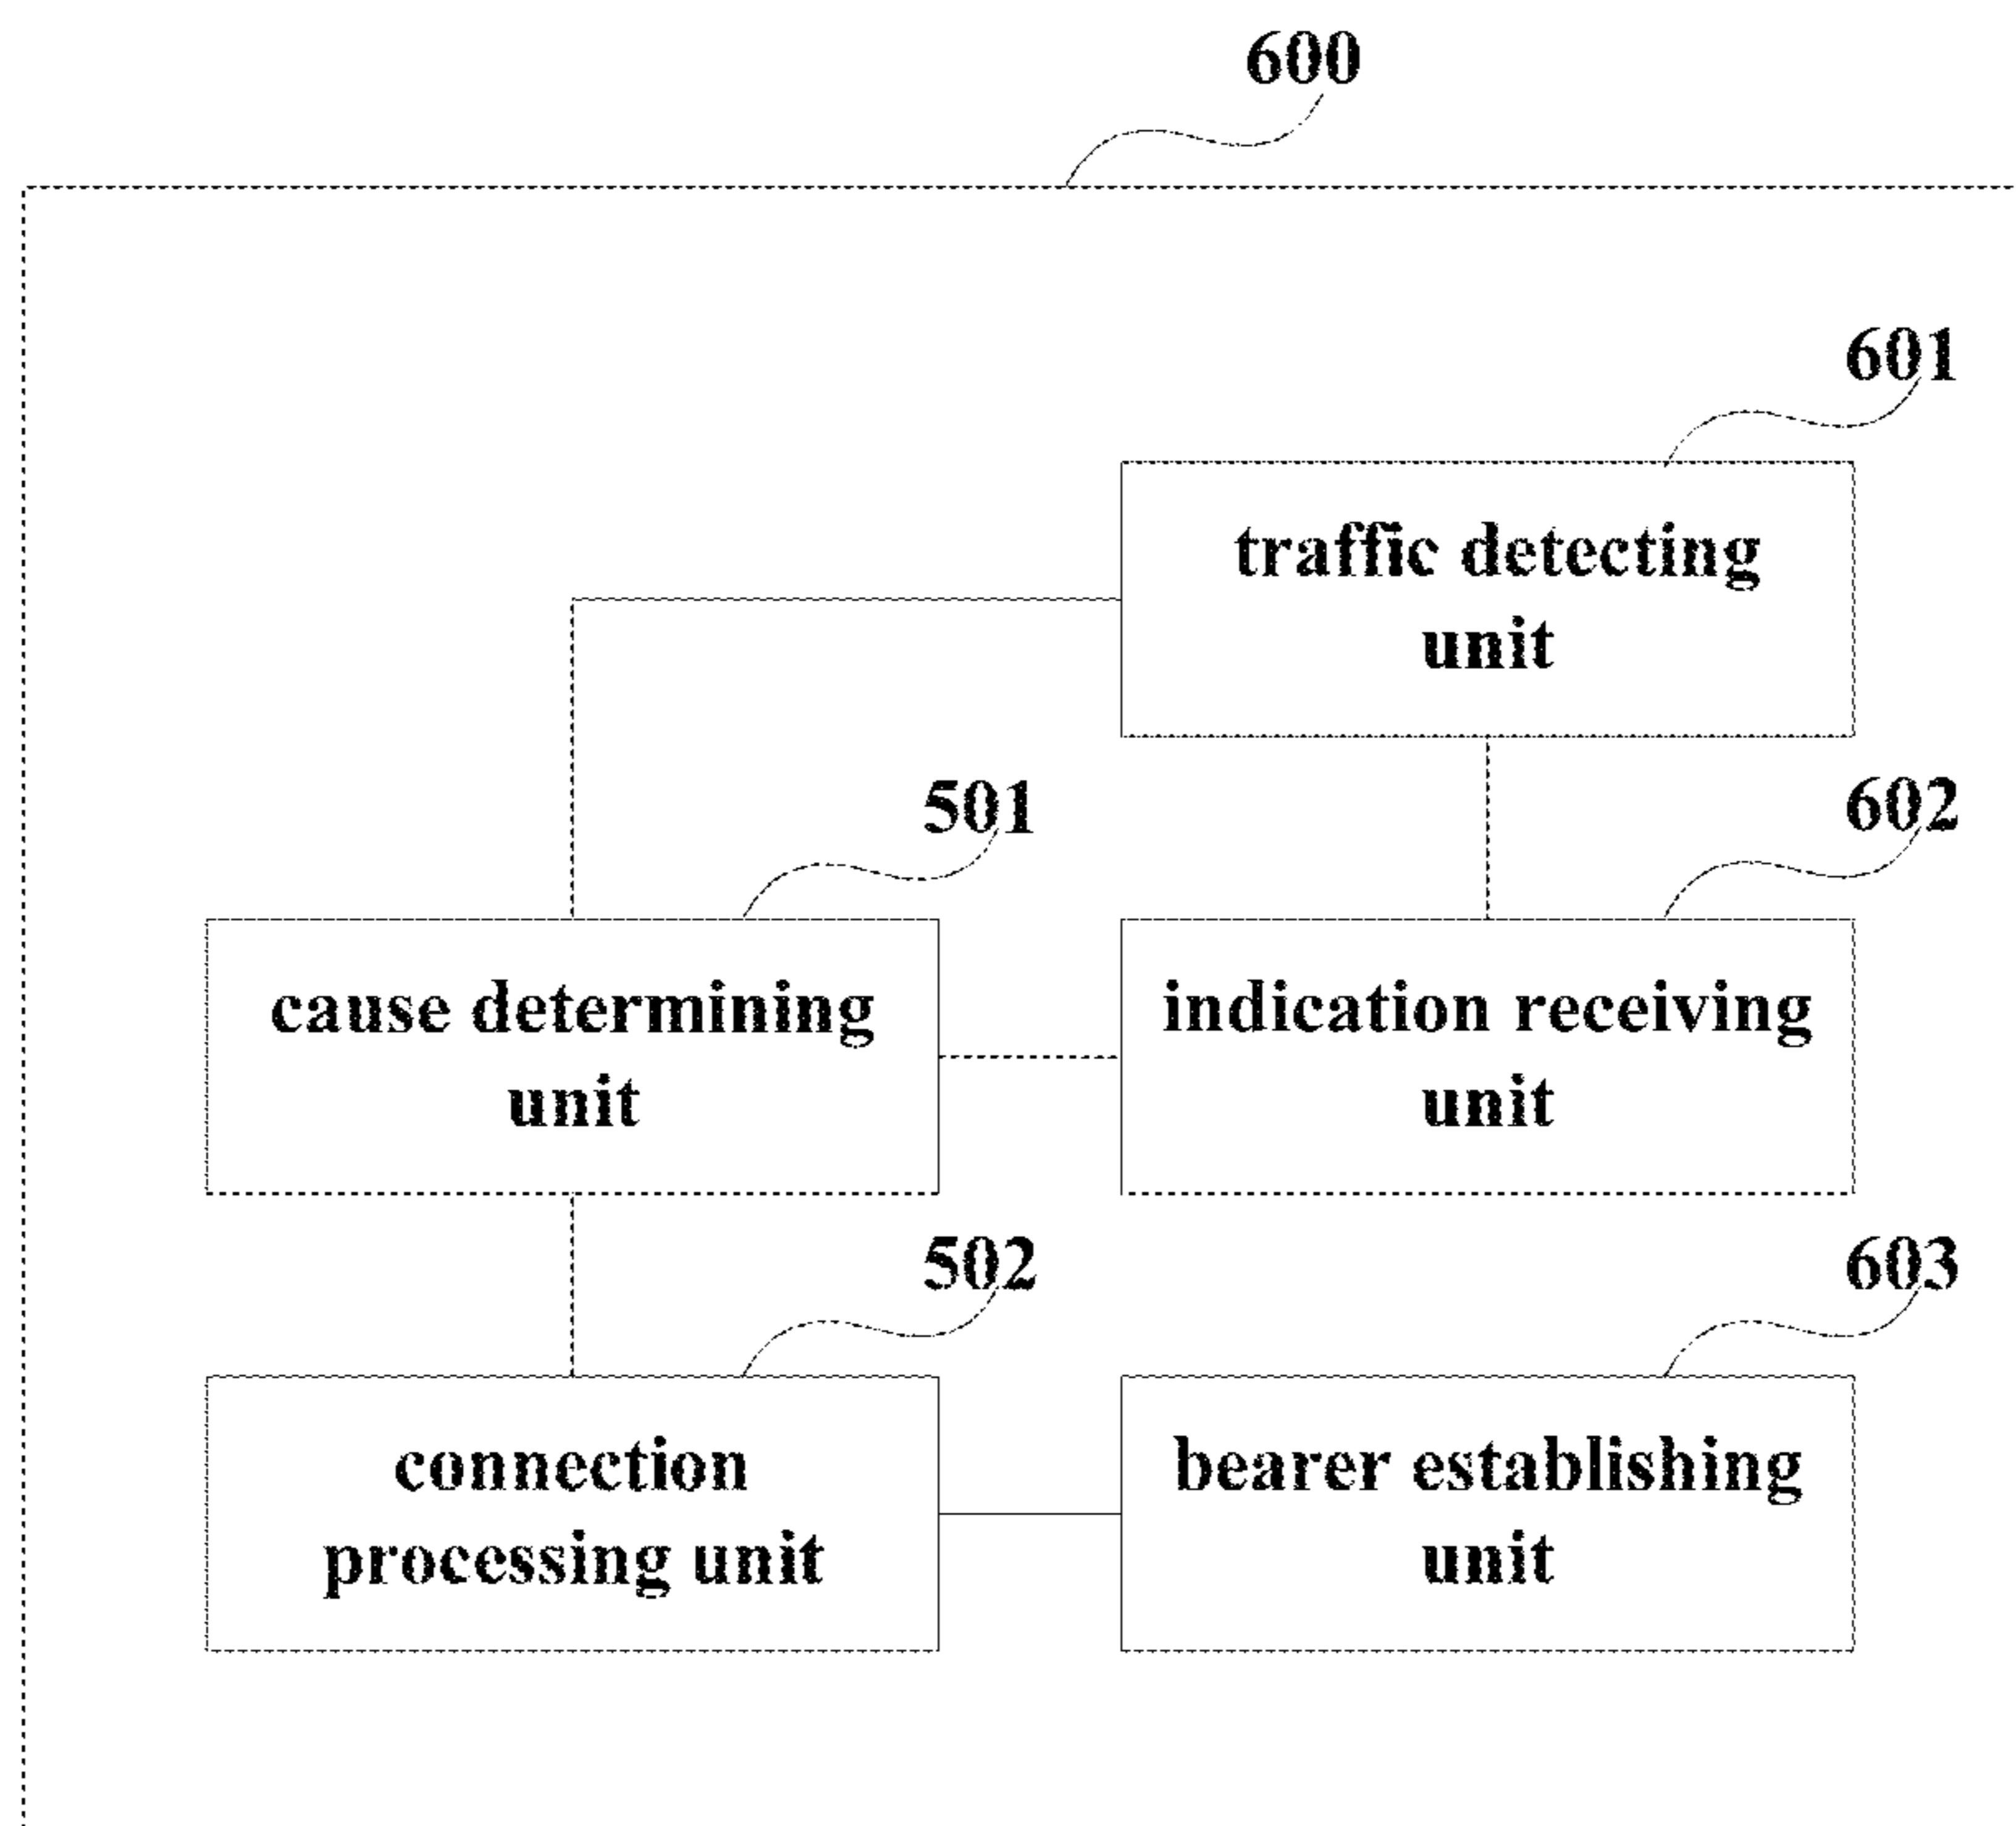 600
601
traffic detecting
unit
501
602
cause determining
unit
indication receiving
unit
502
603
connection
processing unit
bearer establishing
unit